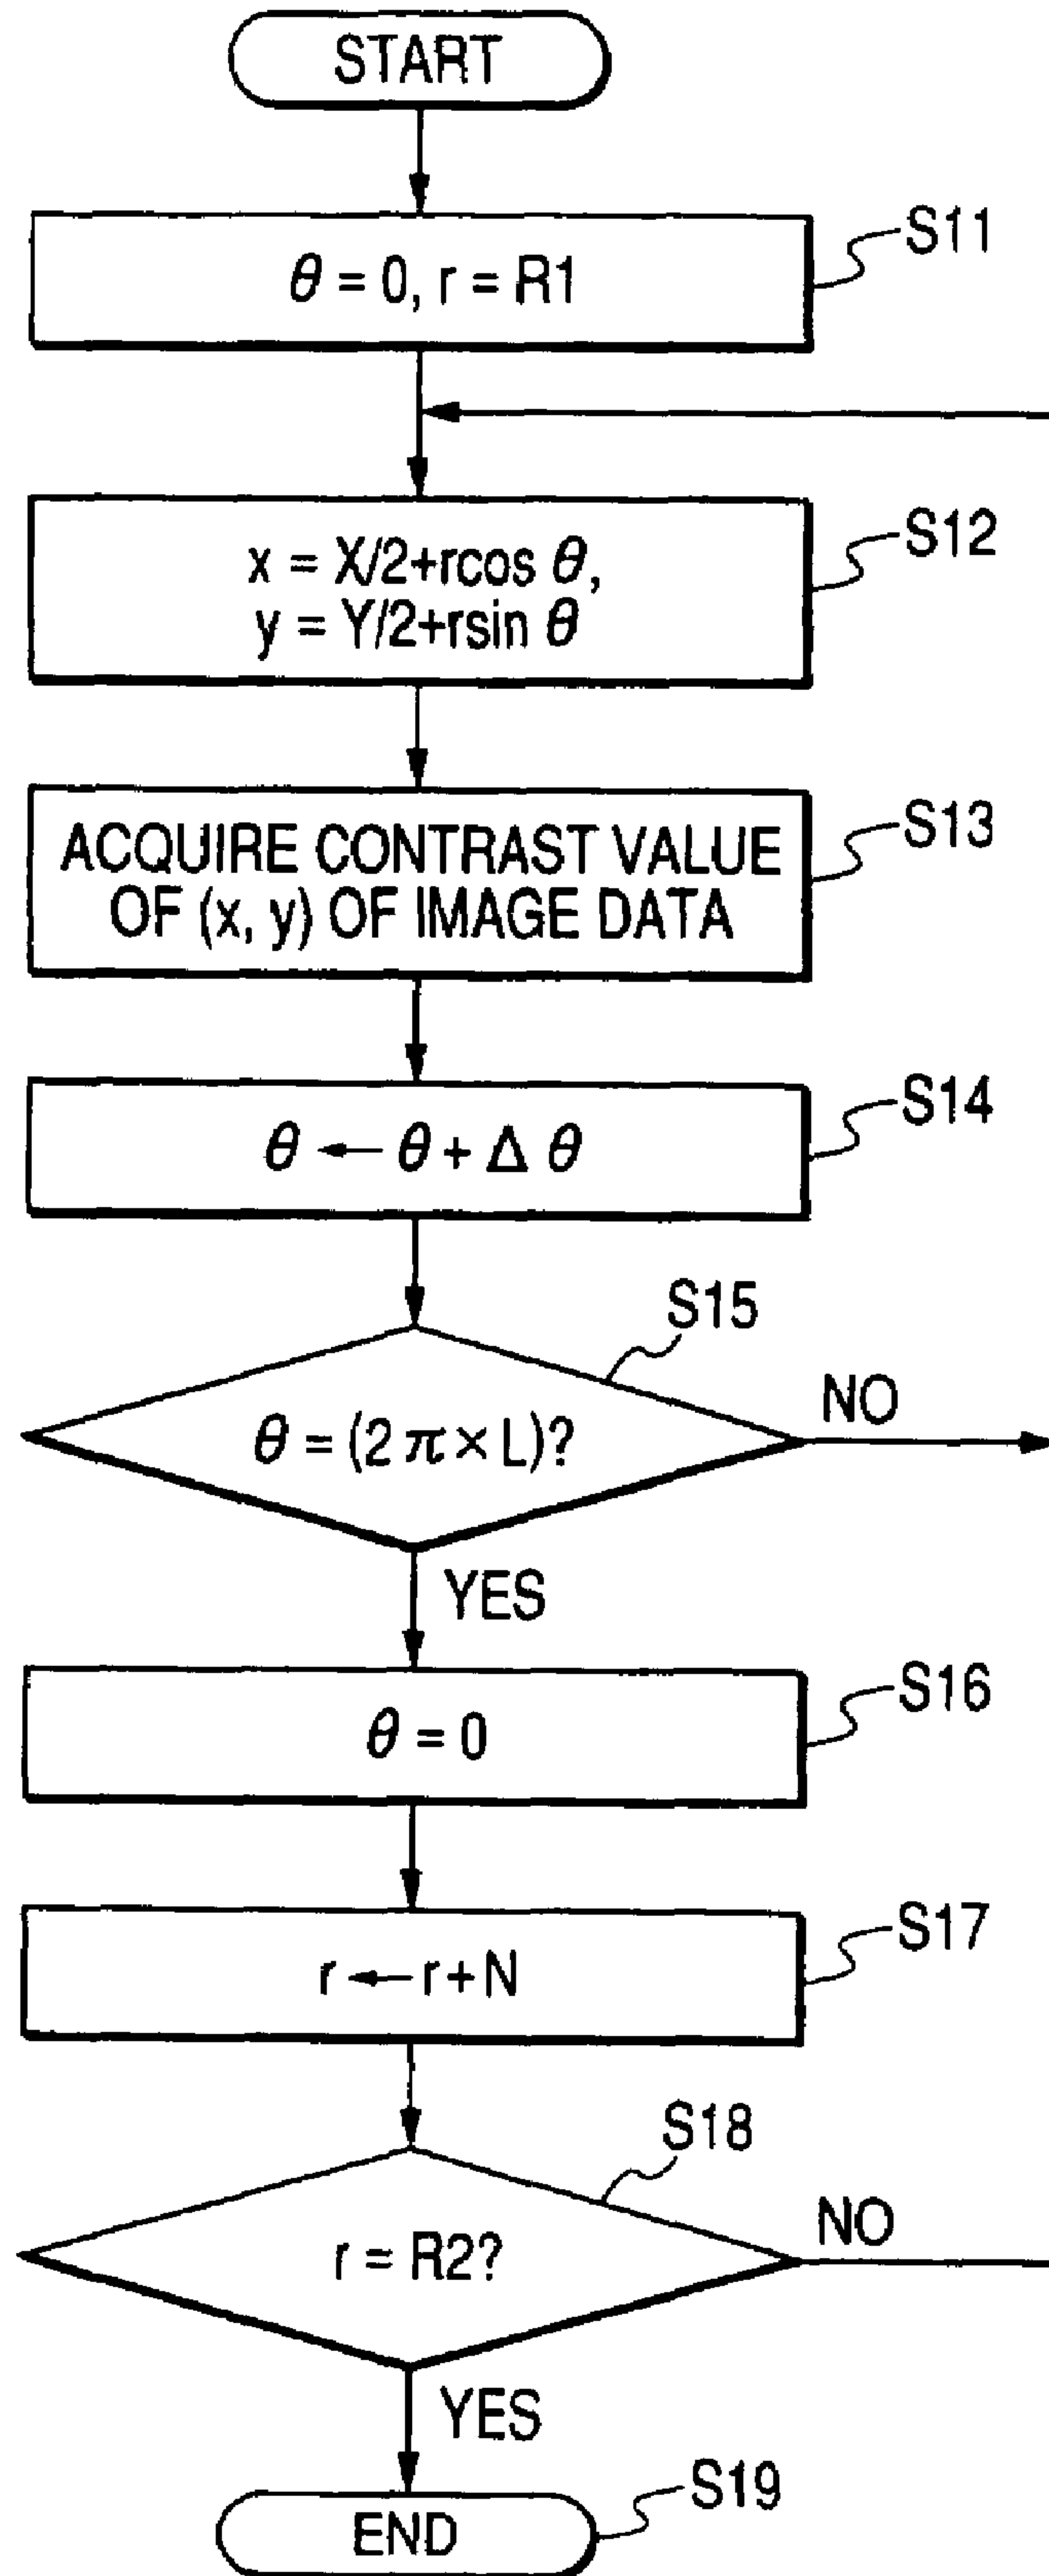 START
S11
θ = 0, r = R1
S12
x = X/2+rcos θ,
y = Y/2+rsin θ
S13
ACQUIRE CONTRAST VALUE
OF (x, y) OF IMAGE DATA
S14
θ ← θ + Δ θ
S15
θ = (2 π × L)?
NO
YES
S16
θ = 0
S17
r ← r + N
S18
r = R2?
NO
YES
S19
END